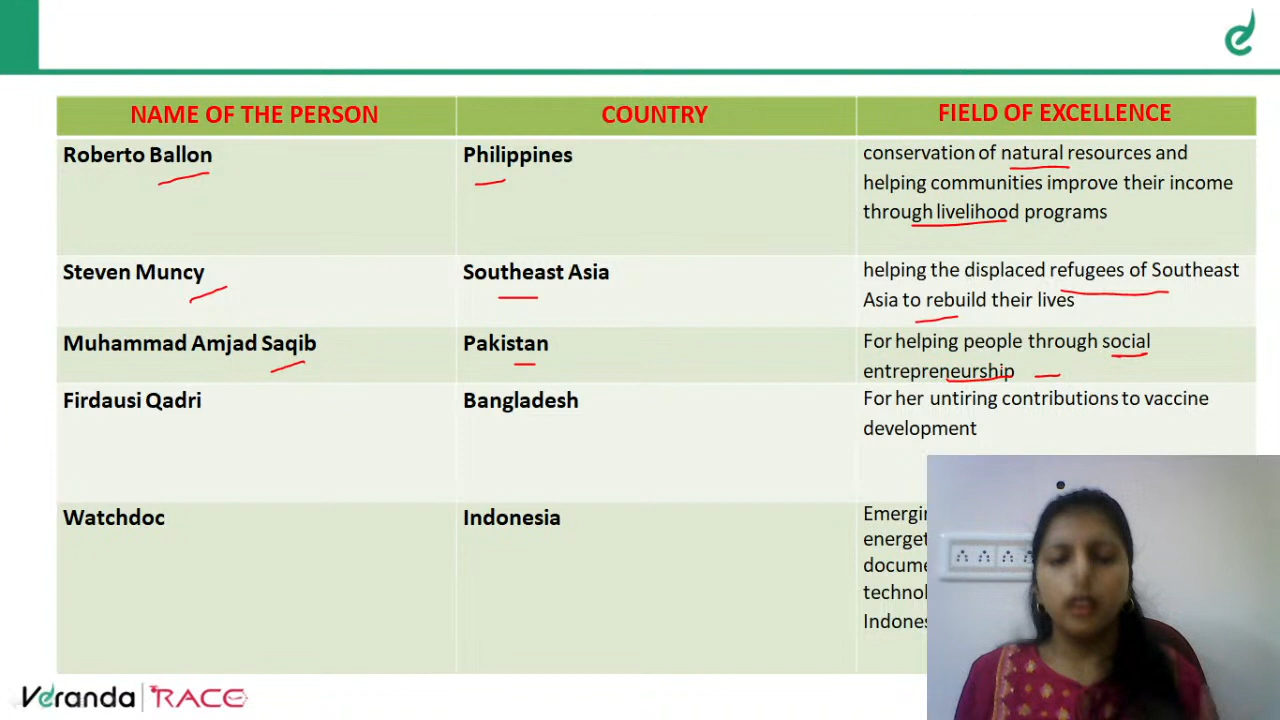 NAME OF THE PERSON COUNTRY FIELD OF EXCELLENCE
Roberto Ballon Philippines conservation of natural resources and
helping communities improve their income
through livelihood programs
Steven Muncy Southeast Asia helping the displaced refugees of Southeast
Asia to rebuild their lives
Muhammad Amjad Saqib Pakistan For helping people through social
entrepreneurship
Firdausi Qadri Bangladesh For her untiring contributions to vaccine
development
Watchdoc Indonesia
Veranda RACE